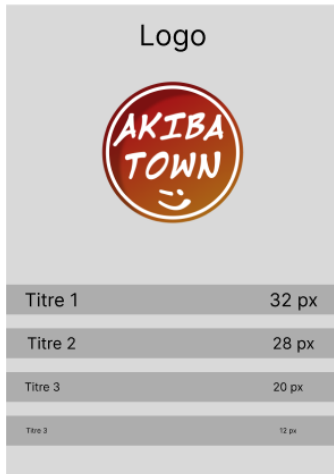 Logo
AKIBA
TOWN
Titre 1 32 px
Titre 2 28 px
Titre 3 20 px
Titre 3 12 px